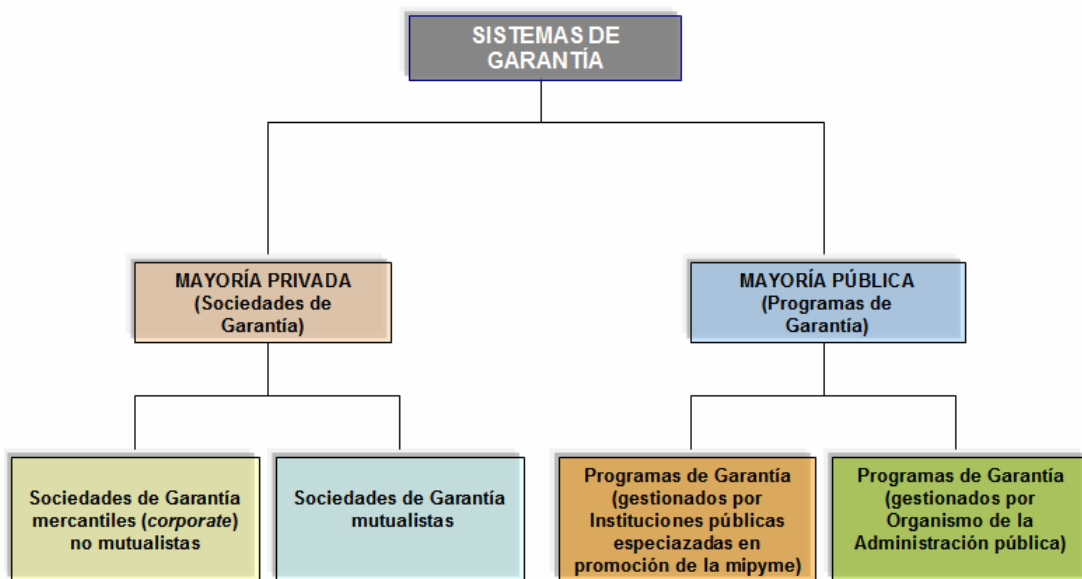 SISTEMAS DE
GARANTÍA
MAYORÍA PRIVADA
(Sociedades de
Garantía)
MAYORÍA PÚBLICA
(Programas de
Garantía)
Sociedades de Garantía
mercantiles (corporate)
no mutualistas
Sociedades de Garantía
mutualistas
Programas de Garantía
(gestionados por
Instituciones públicas
especiazadas en
promoción de la mipyme)
Programas de Garantía
(gestionados por
Organismo de la
Administración pública)